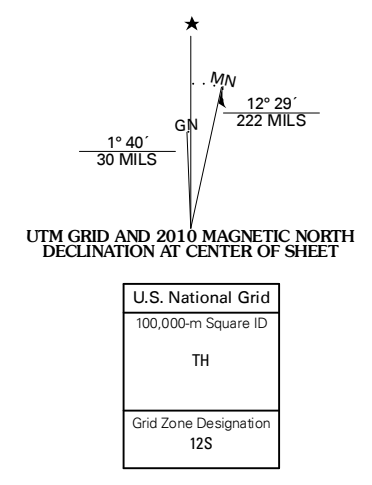 MN
12° 29´
222 MILS
GN
1° 40´
30 MILS
UTM GRID AND 2010 MAGNETIC NORTH
DECLINATION AT CENTER OF SHEET
U.S. National Grid
100,000-m Square ID
TH
Grid Zone Designation
12S